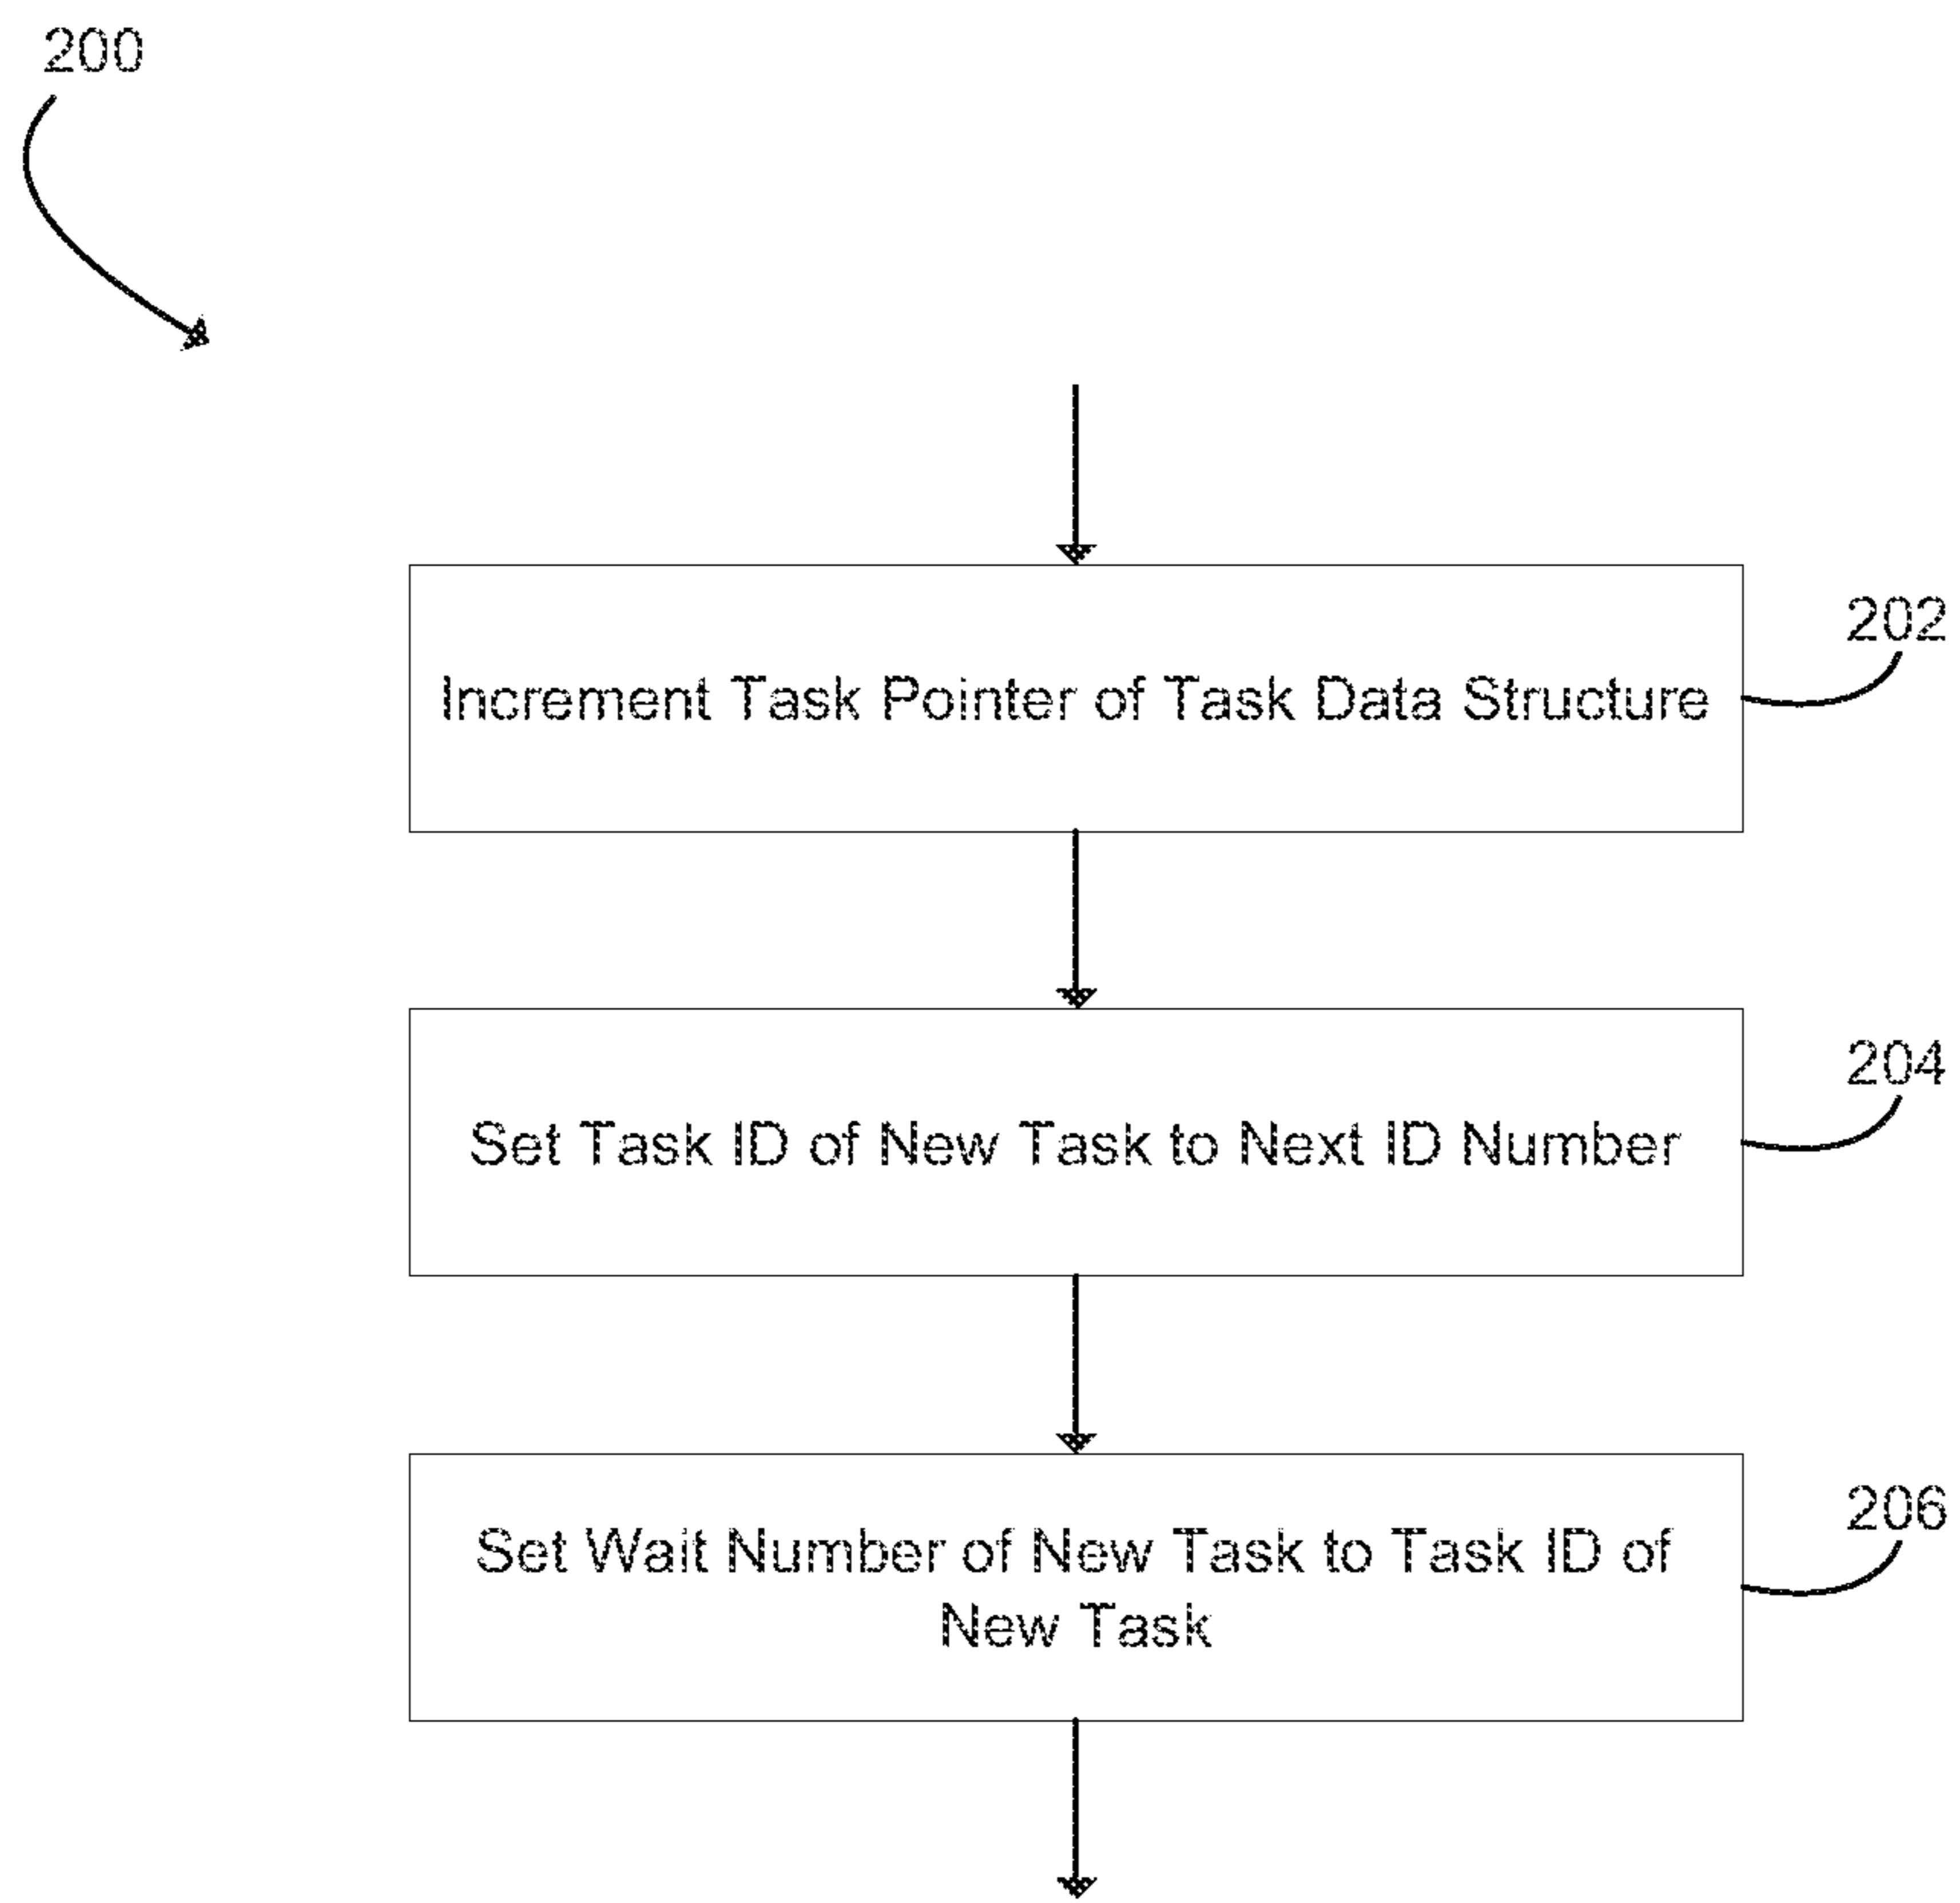 200
202
Increment Task Pointer of Task Data Structure
204
Set Task ID of New Task to Next ID Number
206
Set Wait Number of New Task to Task ID of
New Task